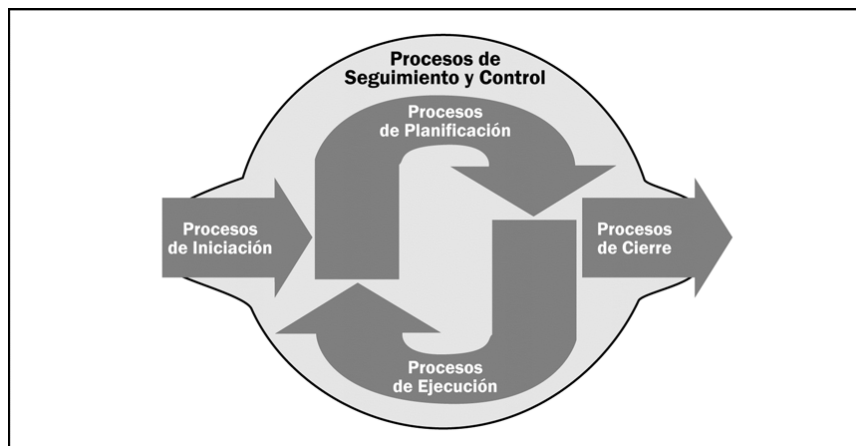 Procesos de
Seguimiento y Control
Procesos
de Planificación
Procesos
de Iniciación
Procesos
de Cierre
Procesos
de Ejecución